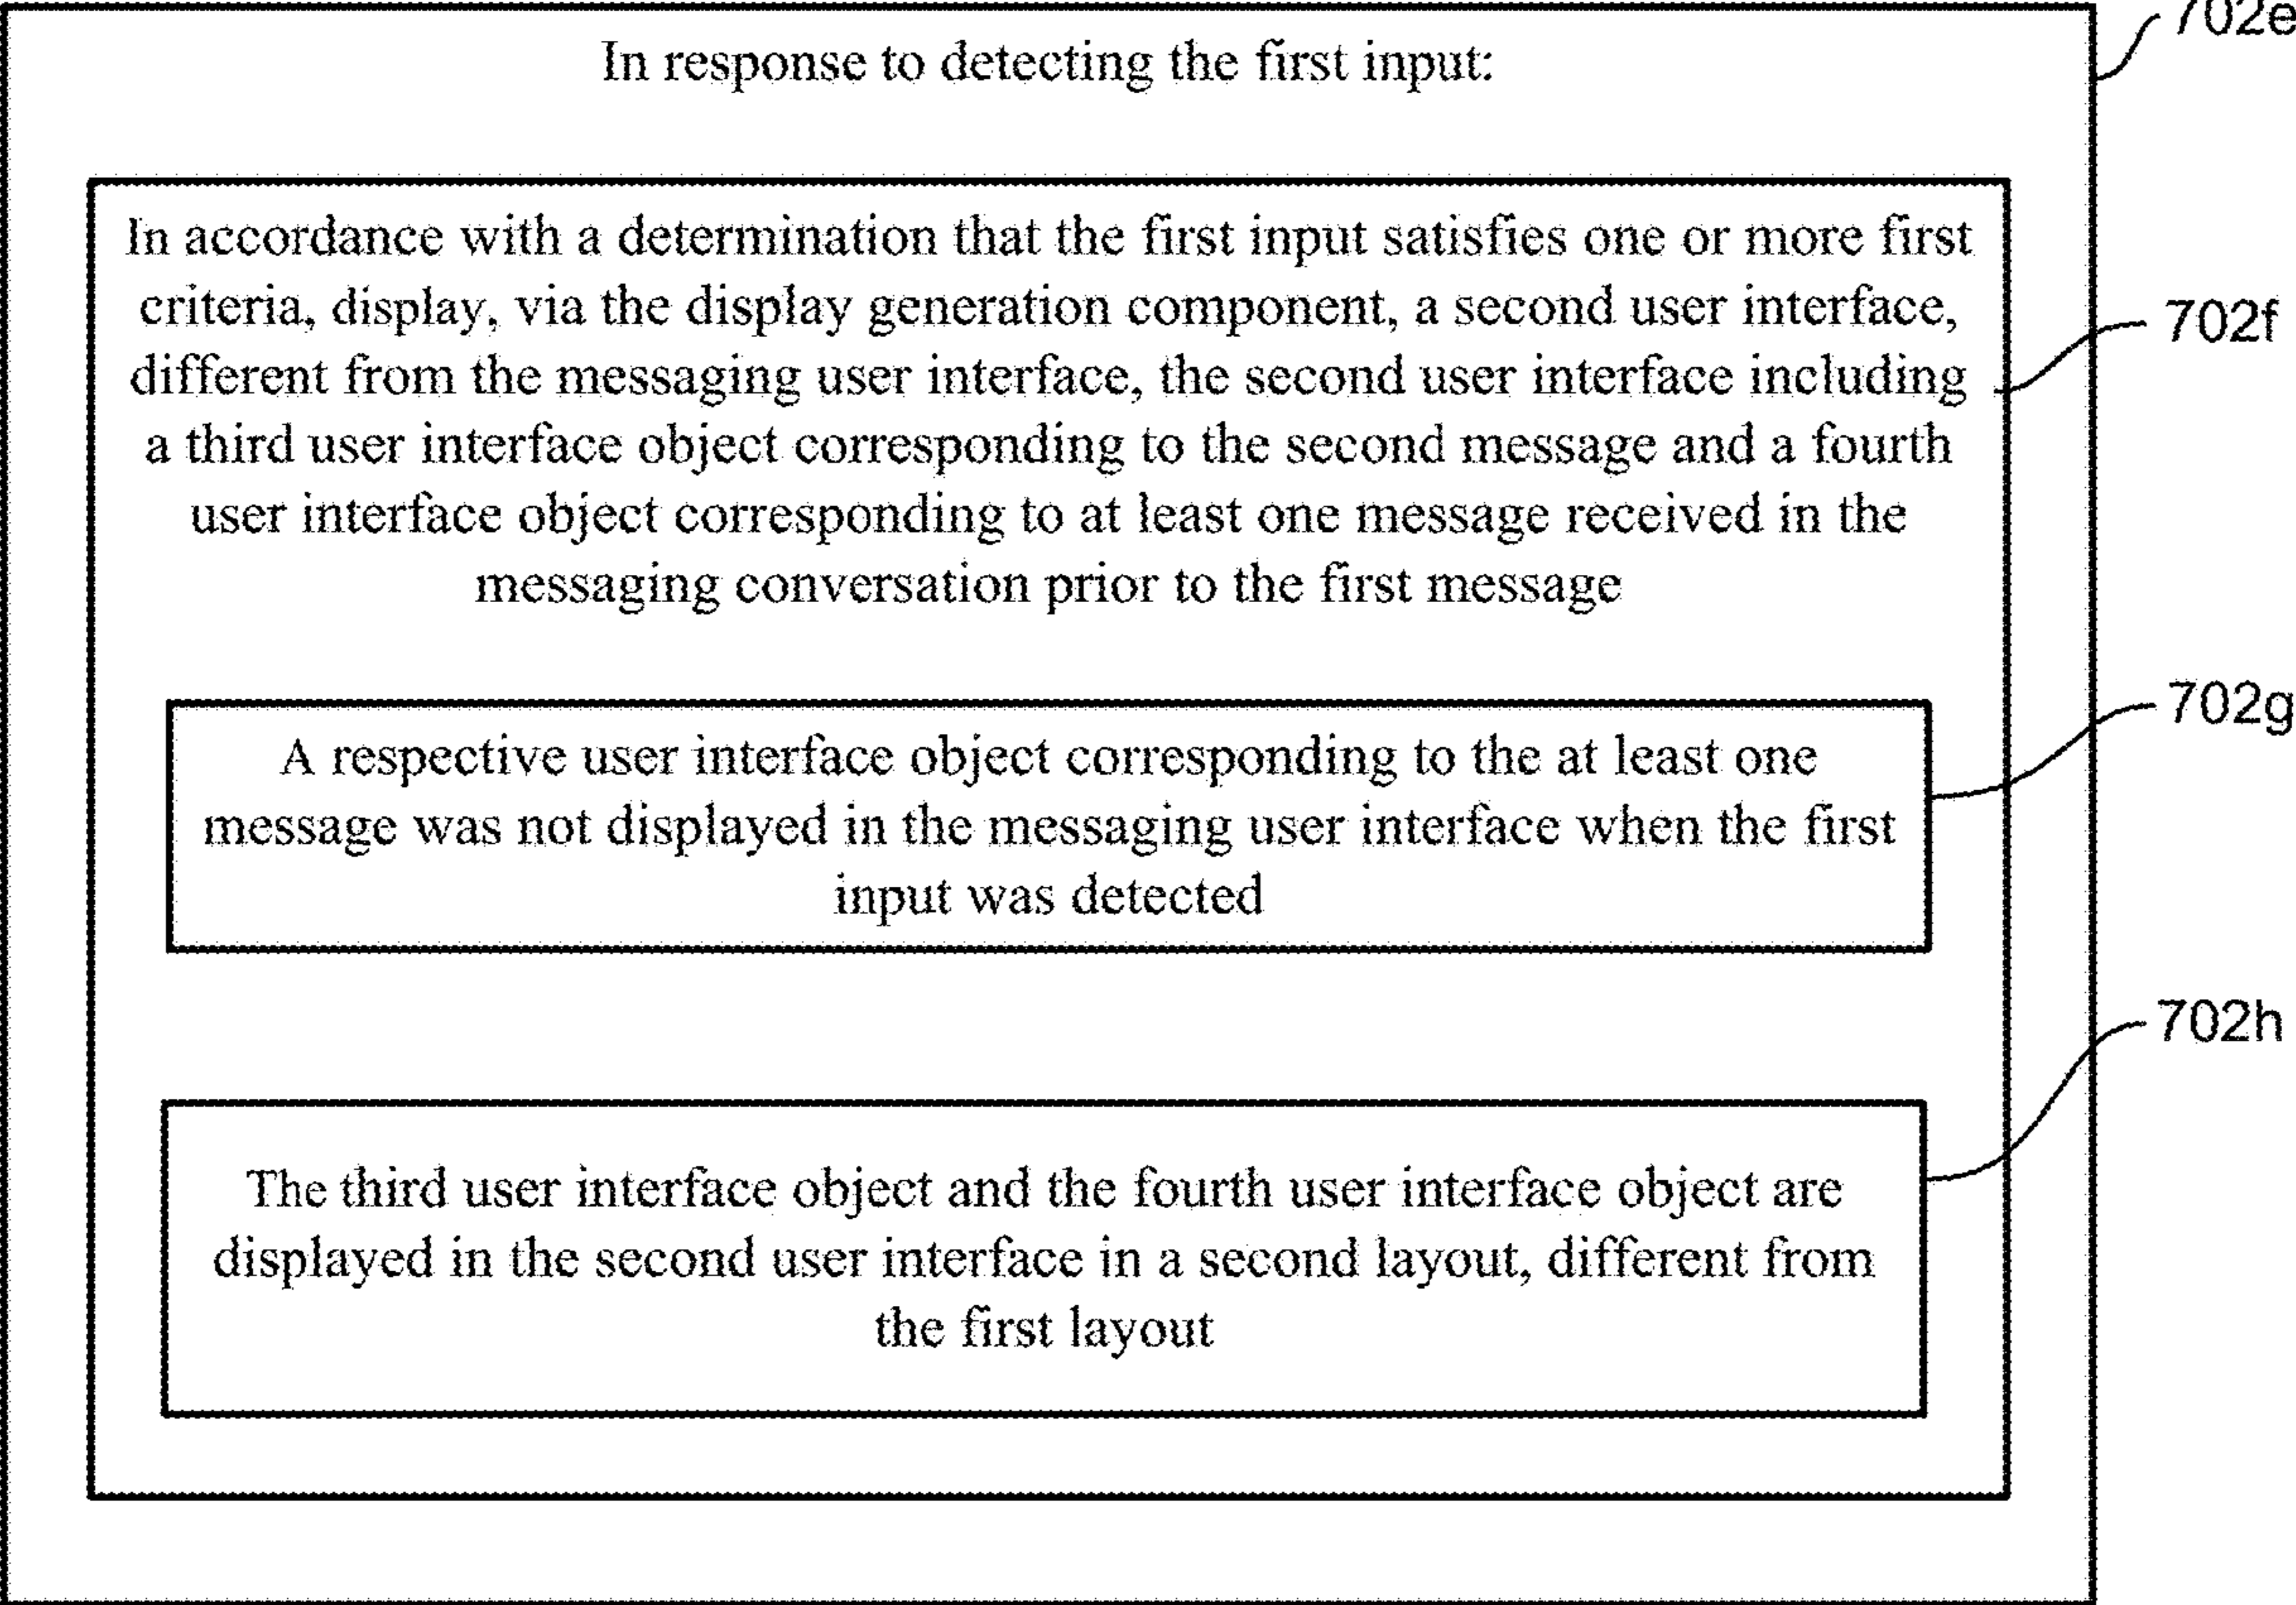 702e
In response to detecting the first input:
In accordance with a determination that the first input satisfies one or more first
criteria, display, via the display generation component, a second user interface,
different from the messaging user interface, the second user interface including
a third user interface object corresponding to the second message and a fourth
user interface object corresponding to at least one message received in the
messaging conversation prior to the first message
702f
A respective user interface object corresponding to the at least one
message was not displayed in the messaging user interface when the first
input was detected
702g
The third user interface object and the fourth user interface object are
displayed in the second user interface in a second layout, different from
the first layout
702h